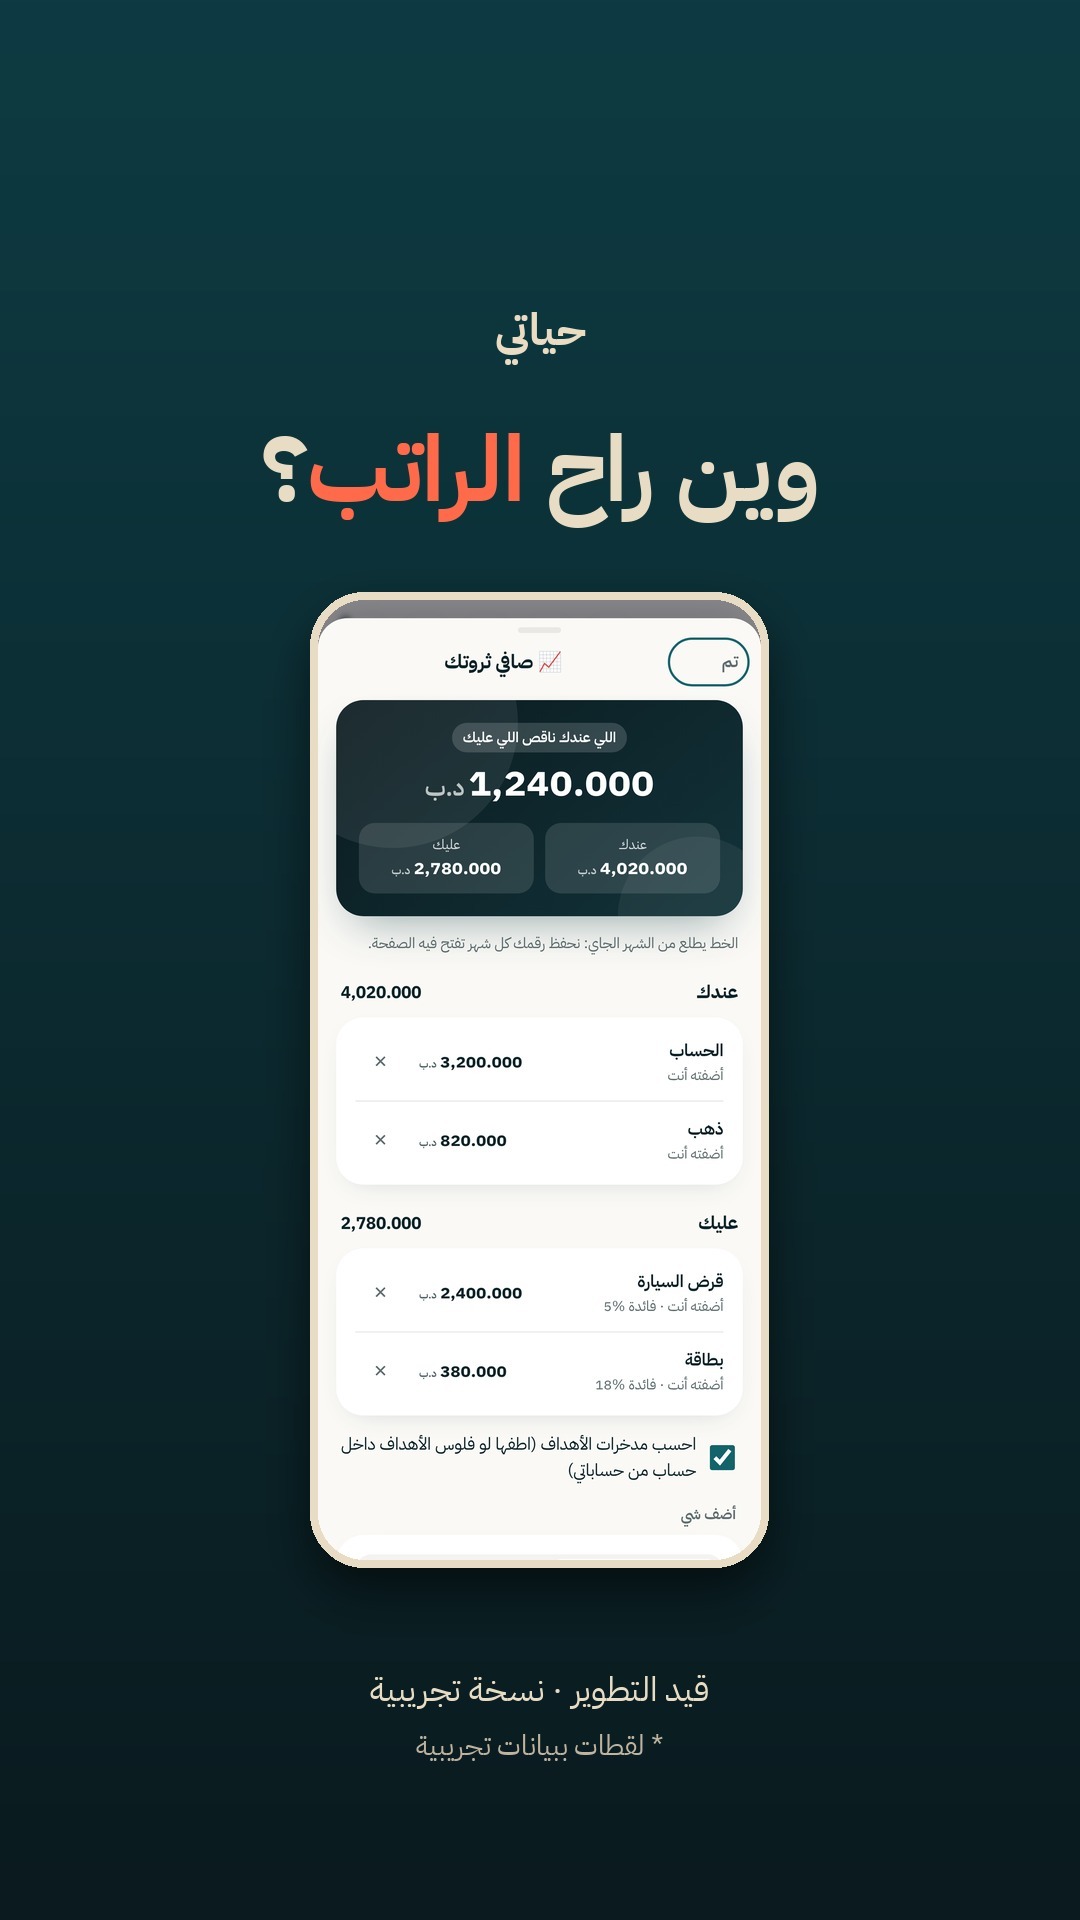 حياتي
وين راح الراتب؟
تم
📈 صافي ثروتك
اللي عندك ناقص اللي عليك
1,240.000 د.ب
عندك
4,020.000 د.ب
عليك
2,780.000 د.ب
الخط يطلع من الشهر الجاي: نحفظ رقمك كل شهر تفتح فيه الصفحة.
عندك 4,020.000
الحساب
أضفته أنت
3,200.000 د.ب ×
ذهب
أضفته أنت
820.000 د.ب ×
عليك 2,780.000
قرض السيارة
أضفته أنت · فائدة 5%
2,400.000 د.ب ×
بطاقة
أضفته أنت · فائدة 18%
380.000 د.ب ×
احسب مدخرات الأهداف (اطفها لو فلوس الأهداف داخل
حساب من حساباتي)
أضف شي
قيد التطوير · نسخة تجريبية
* لقطات ببيانات تجريبية